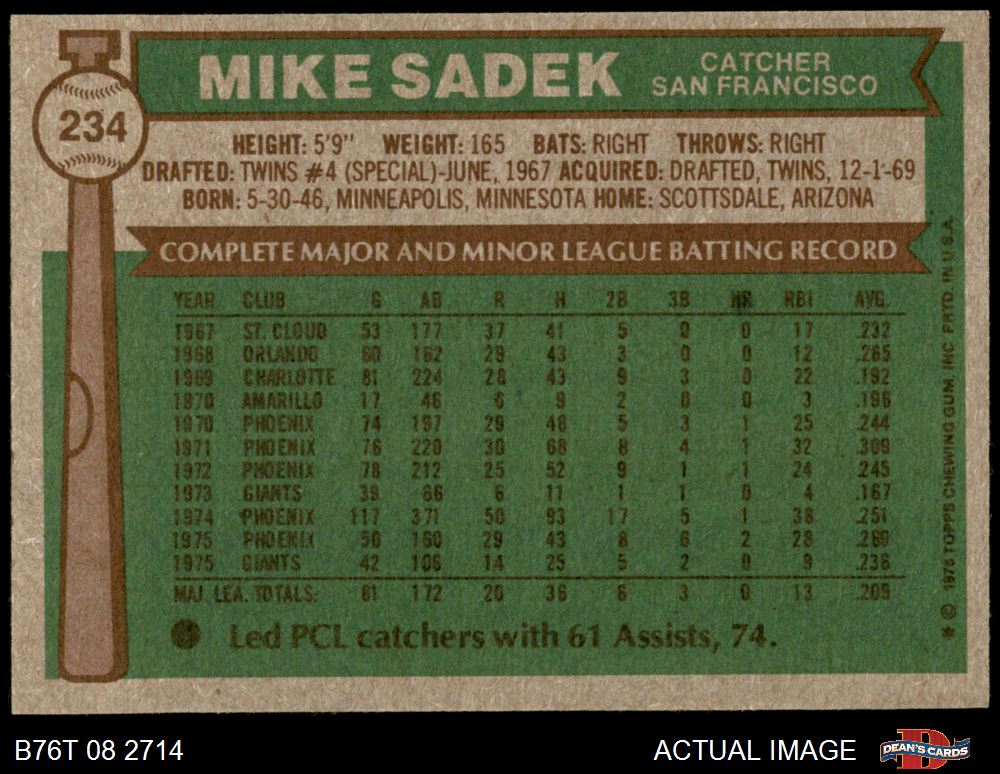 MIKE SADEK
CATCHER
SAN FRANCISCO
234
HEIGHT: 5'9" WEIGHT: 165 BATS: RIGHT THROWS: RIGHT
DRAFTED: TWINS #4 (SPECIAL)-JUNE, 1967 ACQUIRED: DRAFTED, TWINS, 12-1-69
BORN: 5-30-46, MINNEAPOLIS, MINNESOTA HOME: SCOTTSDALE, ARIZONA
COMPLETE MAJOR AND MINOR LEAGUE BATTING RECORD
YEAR CLUB G AB R H 2B 3B HR RBI AVG.
1967 ST. CLOUD 53 177 37 41 5 0 0 17 .232
1968 ORLANDO 60 162 29 43 3 0 0 12 .265
1969 CHARLOTTE 81 224 28 43 9 3 0 22 .192
1970 AMARILLO 17 46 6 9 2 0 0 3 .196
1970 PHOENIX 74 197 29 48 5 3 1 25 .244
1971 PHOENIX 76 220 30 68 8 4 1 32 .309
1972 PHOENIX 78 212 25 52 9 1 1 24 .245
1973 GIANTS 39 66 6 11 1 1 0 4 .167
1974 PHOENIX 117 371 50 93 17 5 1 38 .251
1975 PHOENIX 50 160 29 43 8 6 2 28 .269
1975 GIANTS 42 106 14 25 5 2 0 9 .236
MAJ. LEA. TOTALS: 81 172 20 36 6 3 0 13 .209
Led PCL catchers with 61 Assists, 74.
* © 1976 TOPPS CHEWING GUM, INC. PRTD. IN U.S.A.
B76T 08 2714
ACTUAL IMAGE
DEAN'S CARDS